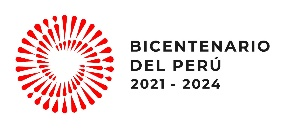 BICENTENARIO
DEL PERÚ
2021 - 2024